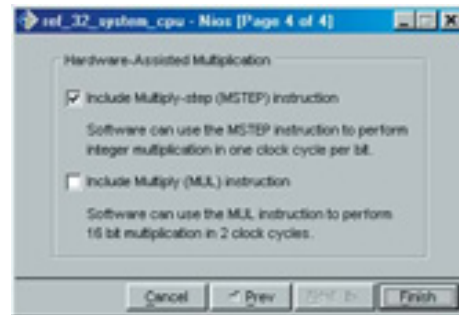 ref_32_system_cpu - Nios [Page 4 of 4]
Hardware-Assisted Multiplication
Include Multiply-step (MSTEP) instruction
Software can use the MSTEP instruction to perform
integer multiplication in one clock cycle per bit.
Include Multiply (MUL) instruction
Software can use the MUL instruction to perform
16 bit multiplication in 2 clock cycles.
Cancel < Prev Next > Finish